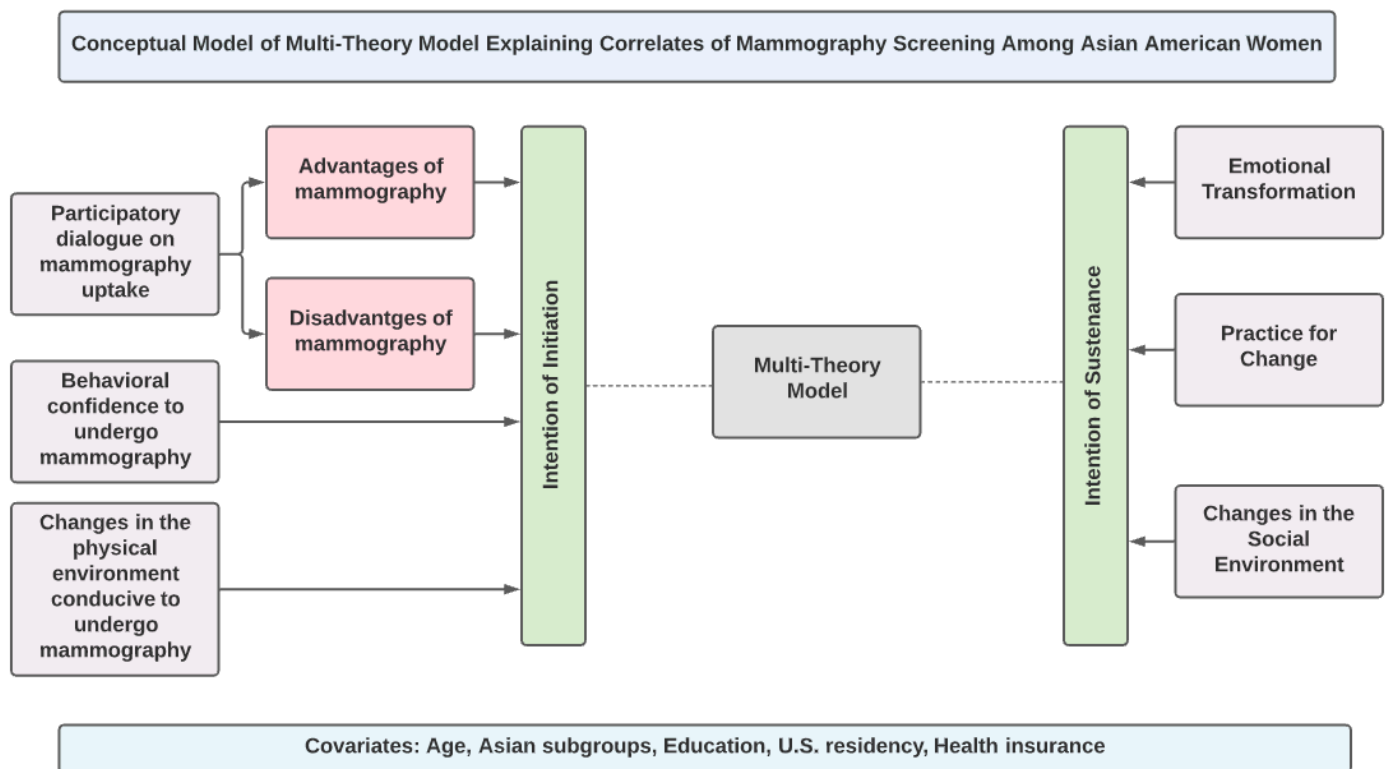 Conceptual Model of Multi-Theory Model Explaining Correlates of Mammography Screening Among Asian American Women
Participatory
dialogue on
mammography
uptake
Advantages of
mammography
Disadvantges of
mammography
Behavioral
confidence to
undergo
mammography
Changes in the
physical
environment
conducive to
undergo
mammography
Intention of Initiation
Multi-Theory
Model
Intention of Sustenance
Emotional
Transformation
Practice for
Change
Changes in the
Social
Environment
Covariates: Age, Asian subgroups, Education, U.S. residency, Health insurance